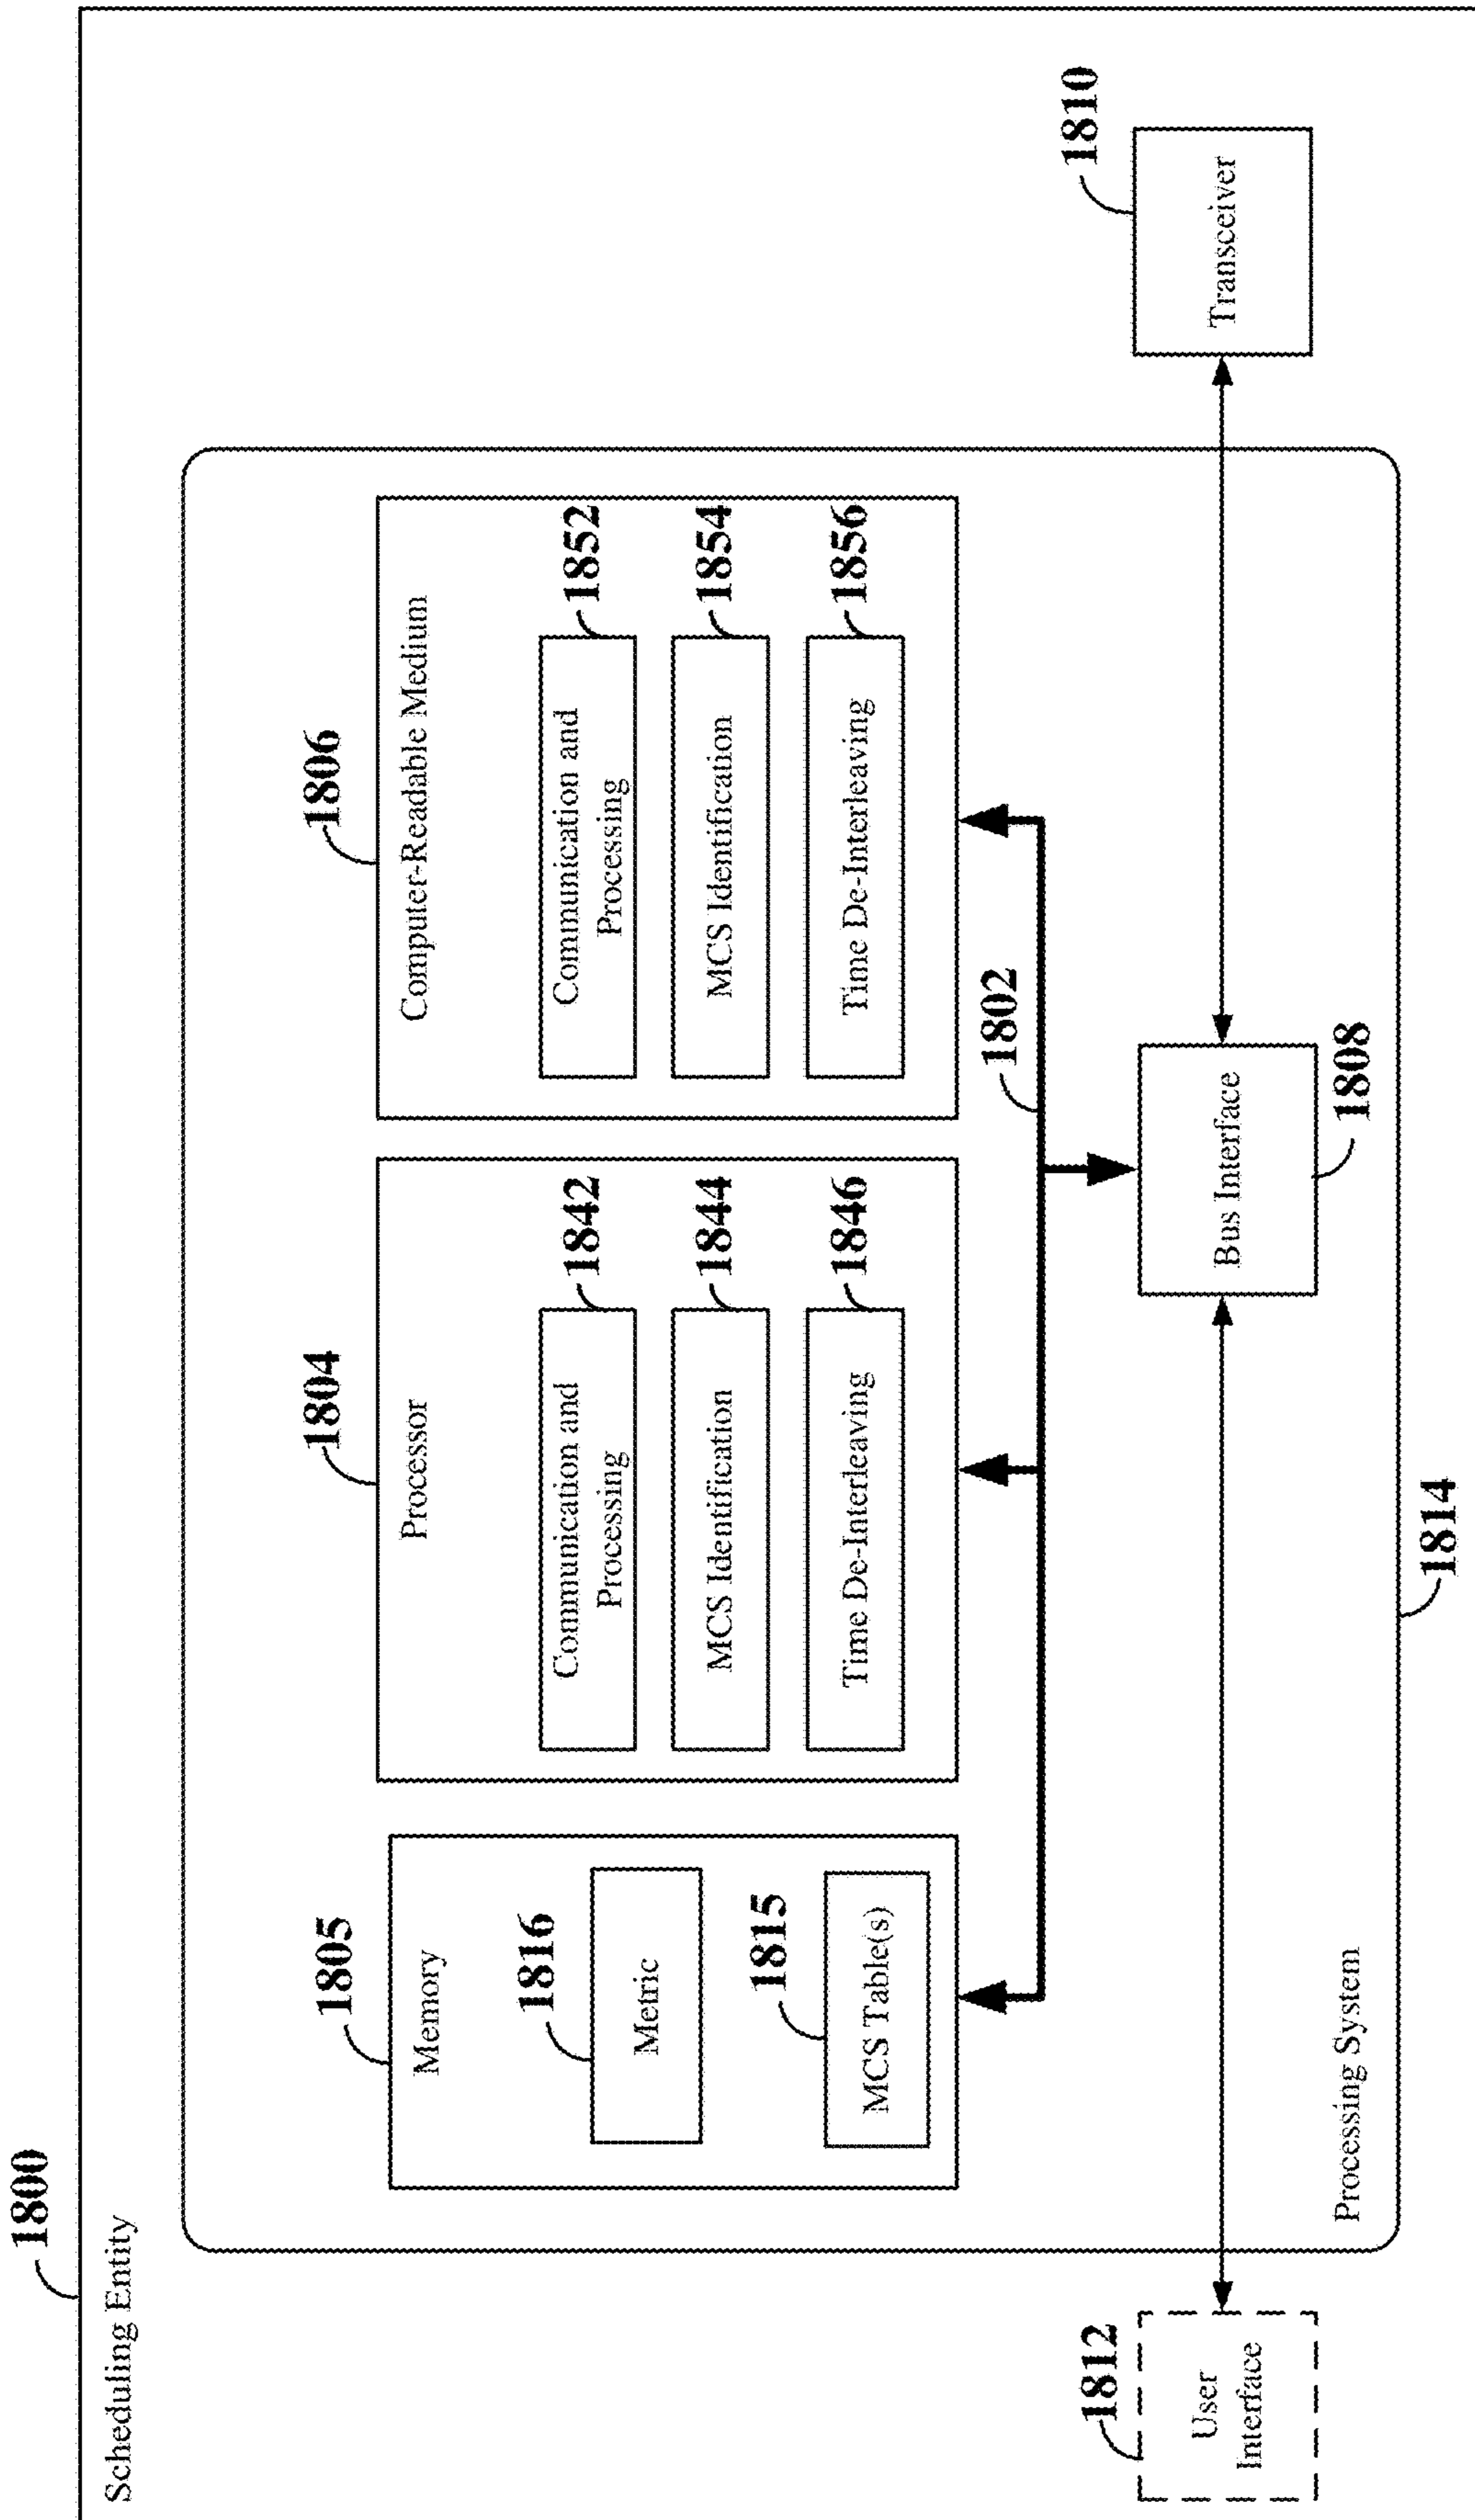 1800
Scheduling Entity
1805
Memory
1816
Metric
1815
MCS Table(s)
1804
Processor
1842
Communication and
Processing
1844
MCS Identification
1846
Time De-Interleaving
1806
Computer-Readable Medium
1852
Communication and
Processing
1854
MCS Identification
1856
Time De-Interleaving
1802
1812
User
Interface
Bus Interface
1808
1810
Transceiver
Processing System
1814